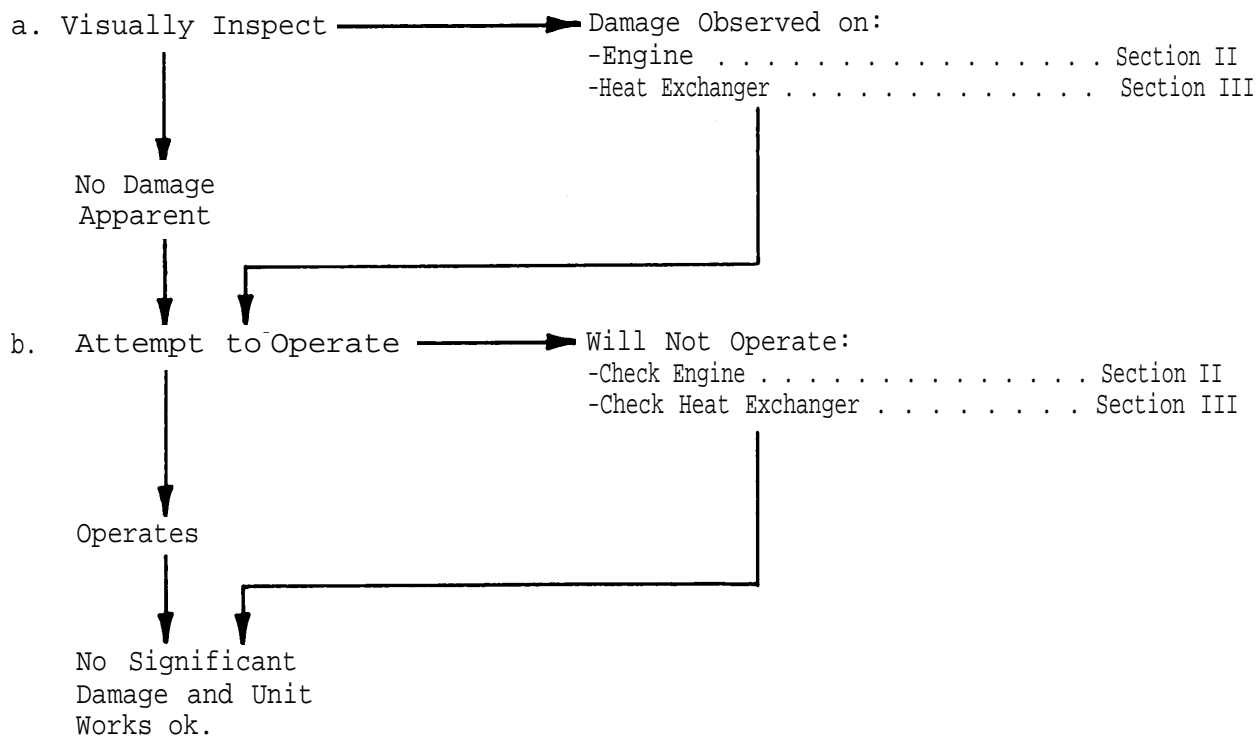 a. Visually Inspect
Damage Observed on:
-Engine . . . . . . . . . . . . . . . . Section II
-Heat Exchanger . . . . . . . . . . . . . Section III
No Damage
Apparent
b. Attempt to Operate
Will Not Operate:
-Check Engine . . . . . . . . . . . . . . Section II
-Check Heat Exchanger . . . . . . . . Section III
Operates
No Significant
Damage and Unit
Works ok.